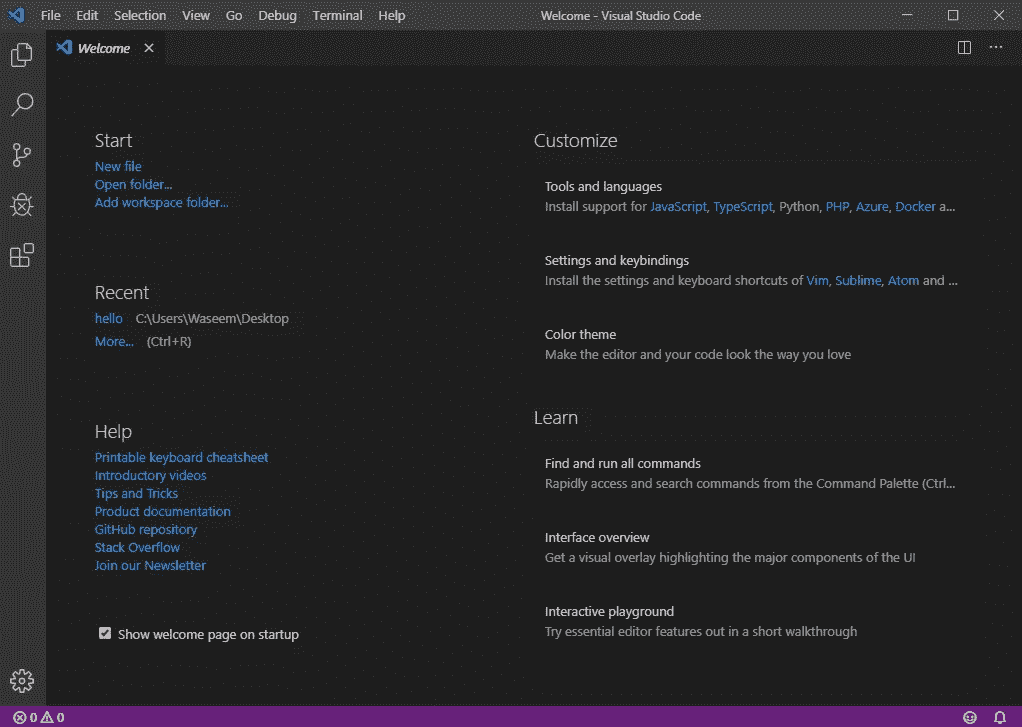 File Edit Selection View Go Debug Terminal Help Welcome - Visual Studio Code
Welcome
Start
New file
Open folder...
Add workspace folder...
Recent
hello C:\Users\Waseem\Desktop
More... (Ctrl+R)
Help
Printable keyboard cheatsheet
Introductory videos
Tips and Tricks
Product documentation
GitHub repository
Stack Overflow
Join our Newsletter
Show welcome page on startup
Customize
Tools and languages
Install support for JavaScript, TypeScript, Python, PHP, Azure, Docker a...
Settings and keybindings
Install the settings and keyboard shortcuts of Vim, Sublime, Atom and ...
Color theme
Make the editor and your code look the way you love
Learn
Find and run all commands
Rapidly access and search commands from the Command Palette (Ctrl...
Interface overview
Get a visual overlay highlighting the major components of the UI
Interactive playground
Try essential editor features out in a short walkthrough
0 0